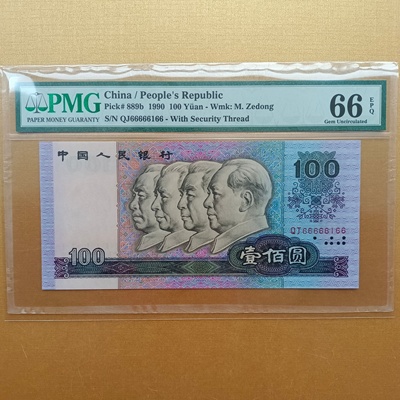 PMG
PAPER MONEY GUARANTY
China / People's Republic
Pick# 889b 1990 100 Yüan - Wmk: M. Zedong
S/N QJ66666166 - With Security Thread
66 EPQ
Gem Uncirculated
中国人民银行
100
QJ66666166
100
壹佰圆